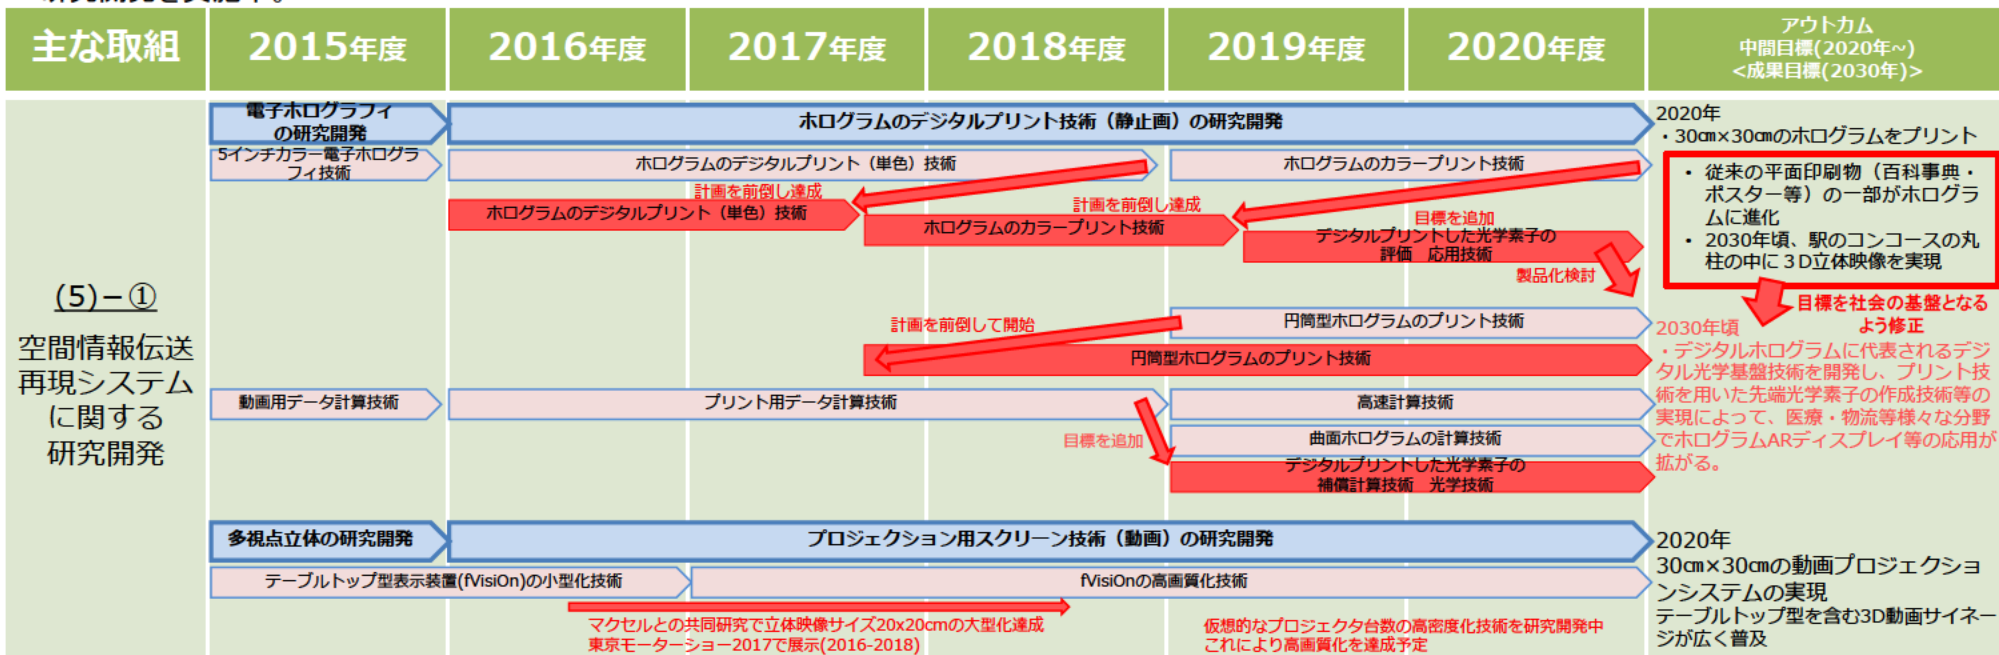 主な取組
2015年度
2016年度
2017年度
2018年度
2019年度
2020年度
アウトカム
中間目標(2020年~)
<成果目標(2030年)>
(5)-①
空間情報伝送
再現システム
に関する
研究開発
電子ホログラフィ
の研究開発
ホログラムのデジタルプリント技術（静止画）の研究開発
5インチカラー電子ホログラ
フィ技術
ホログラムのデジタルプリント（単色）技術
ホログラムのカラープリント技術
計画を前倒し達成
ホログラムのデジタルプリント（単色）技術
計画を前倒し達成
ホログラムのカラープリント技術
目標を追加
デジタルプリントした光学素子の
評価 応用技術
製品化検討
計画を前倒して開始
円筒型ホログラムのプリント技術
円筒型ホログラムのプリント技術
動画用データ計算技術
プリント用データ計算技術
高速計算技術
目標を追加
曲面ホログラムの計算技術
デジタルプリントした光学素子の
補償計算技術 光学技術
多視点立体の研究開発
プロジェクション用スクリーン技術（動画）の研究開発
テーブルトップ型表示装置(fVisiOn)の小型化技術
fVisiOnの高画質化技術
マクセルとの共同研究で立体映像サイズ20x20cmの大型化達成
東京モーターショー2017で展示(2016-2018)
仮想的なプロジェクタ台数の高密度化技術を研究開発中
これにより高画質化を達成予定
2020年
・30㎝×30㎝のホログラムをプリント
• 従来の平面印刷物（百科事典・
ポスター等）の一部がホログラ
ムに進化
• 2030年頃、駅のコンコースの丸
柱の中に３D立体映像を実現
目標を社会の基盤となる
よう修正
2030年頃
・デジタルホログラムに代表されるデジ
タル光学基盤技術を開発し、プリント技
術を用いた先端光学素子の作成技術等の
実現によって、医療・物流等様々な分野
でホログラムARディスプレイ等の応用が
拡がる。
2020年
30㎝×30㎝の動画プロジェクショ
ンシステムの実現
テーブルトップ型を含む3D動画サイネー
ジが広く普及